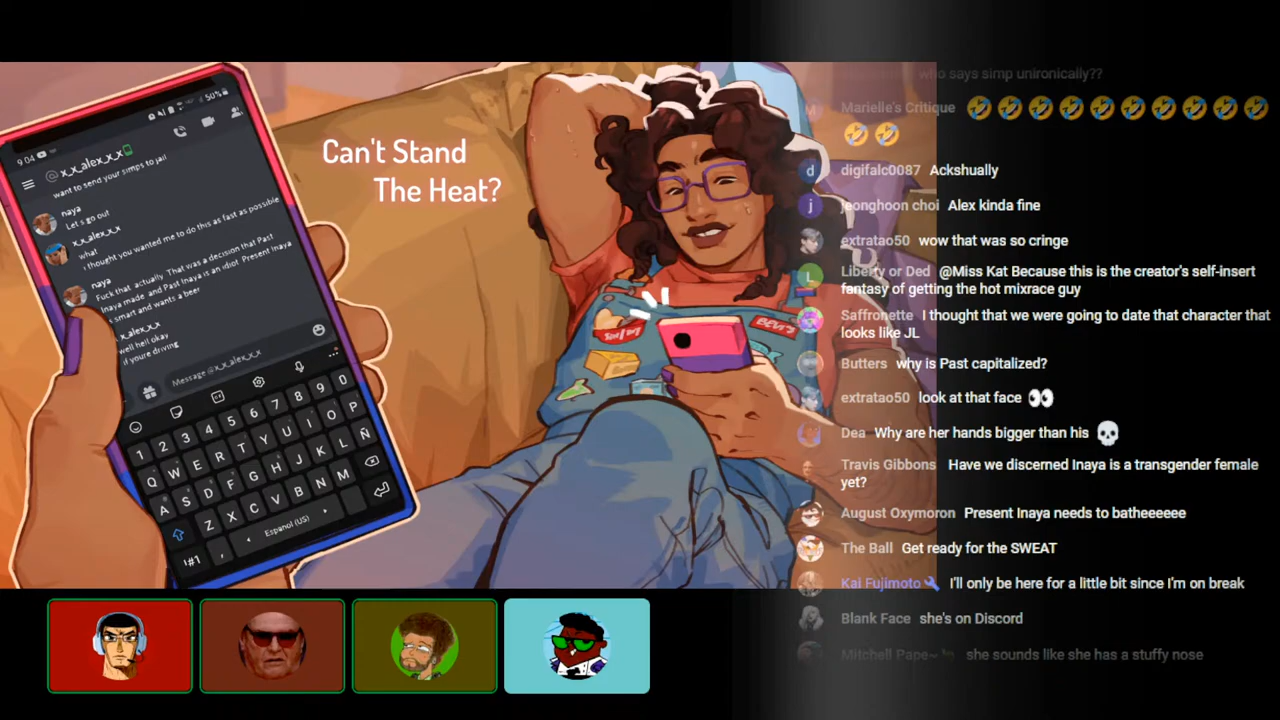 9:04
50%
@x_x_alex_x_x
want to send your simps to jail
naya
Let s go out
x_x_alex_x_x
what
i thought you wanted me to do this as fast as possible
naya
Fuck that actually That was a decision that Past
Inaya made and Past Inaya is an idiot Present Inaya
s smart and wants a beer
x_alex_x_x
well hell okay
if youre driving
Message @x_x_alex_x_x
1 2 3 4 5 6 7 8 9 0
Q W E R T Y U I O P
A S D F G H J K L Ñ
Z X C V B N M
!#1 , Espanol (US) .
Can't Stand
The Heat?
BEVI'S
who says simp unironically??
Marielle's Critique 🤣🤣🤣🤣🤣🤣🤣🤣🤣🤣
🤣🤣
d digifalc0087 Ackshually
j jeonghoon choi Alex kinda fine
extratao50 wow that was so cringe
L Liberty or Ded @Miss Kat Because this is the creator's self-insert
fantasy of getting the hot mixrace guy
Saffronette I thought that we were going to date that character that
looks like JL
Butters why is Past capitalized?
extratao50 look at that face 👀
Dea Why are her hands bigger than his 💀
Travis Gibbons Have we discerned Inaya is a transgender female
yet?
August Oxymoron Present Inaya needs to batheeeeee
The Ball Get ready for the SWEAT
Kai Fujimoto🔧 I'll only be here for a little bit since I'm on break
Blank Face she's on Discord
Mitchell Pape~ she sounds like she has a stuffy nose